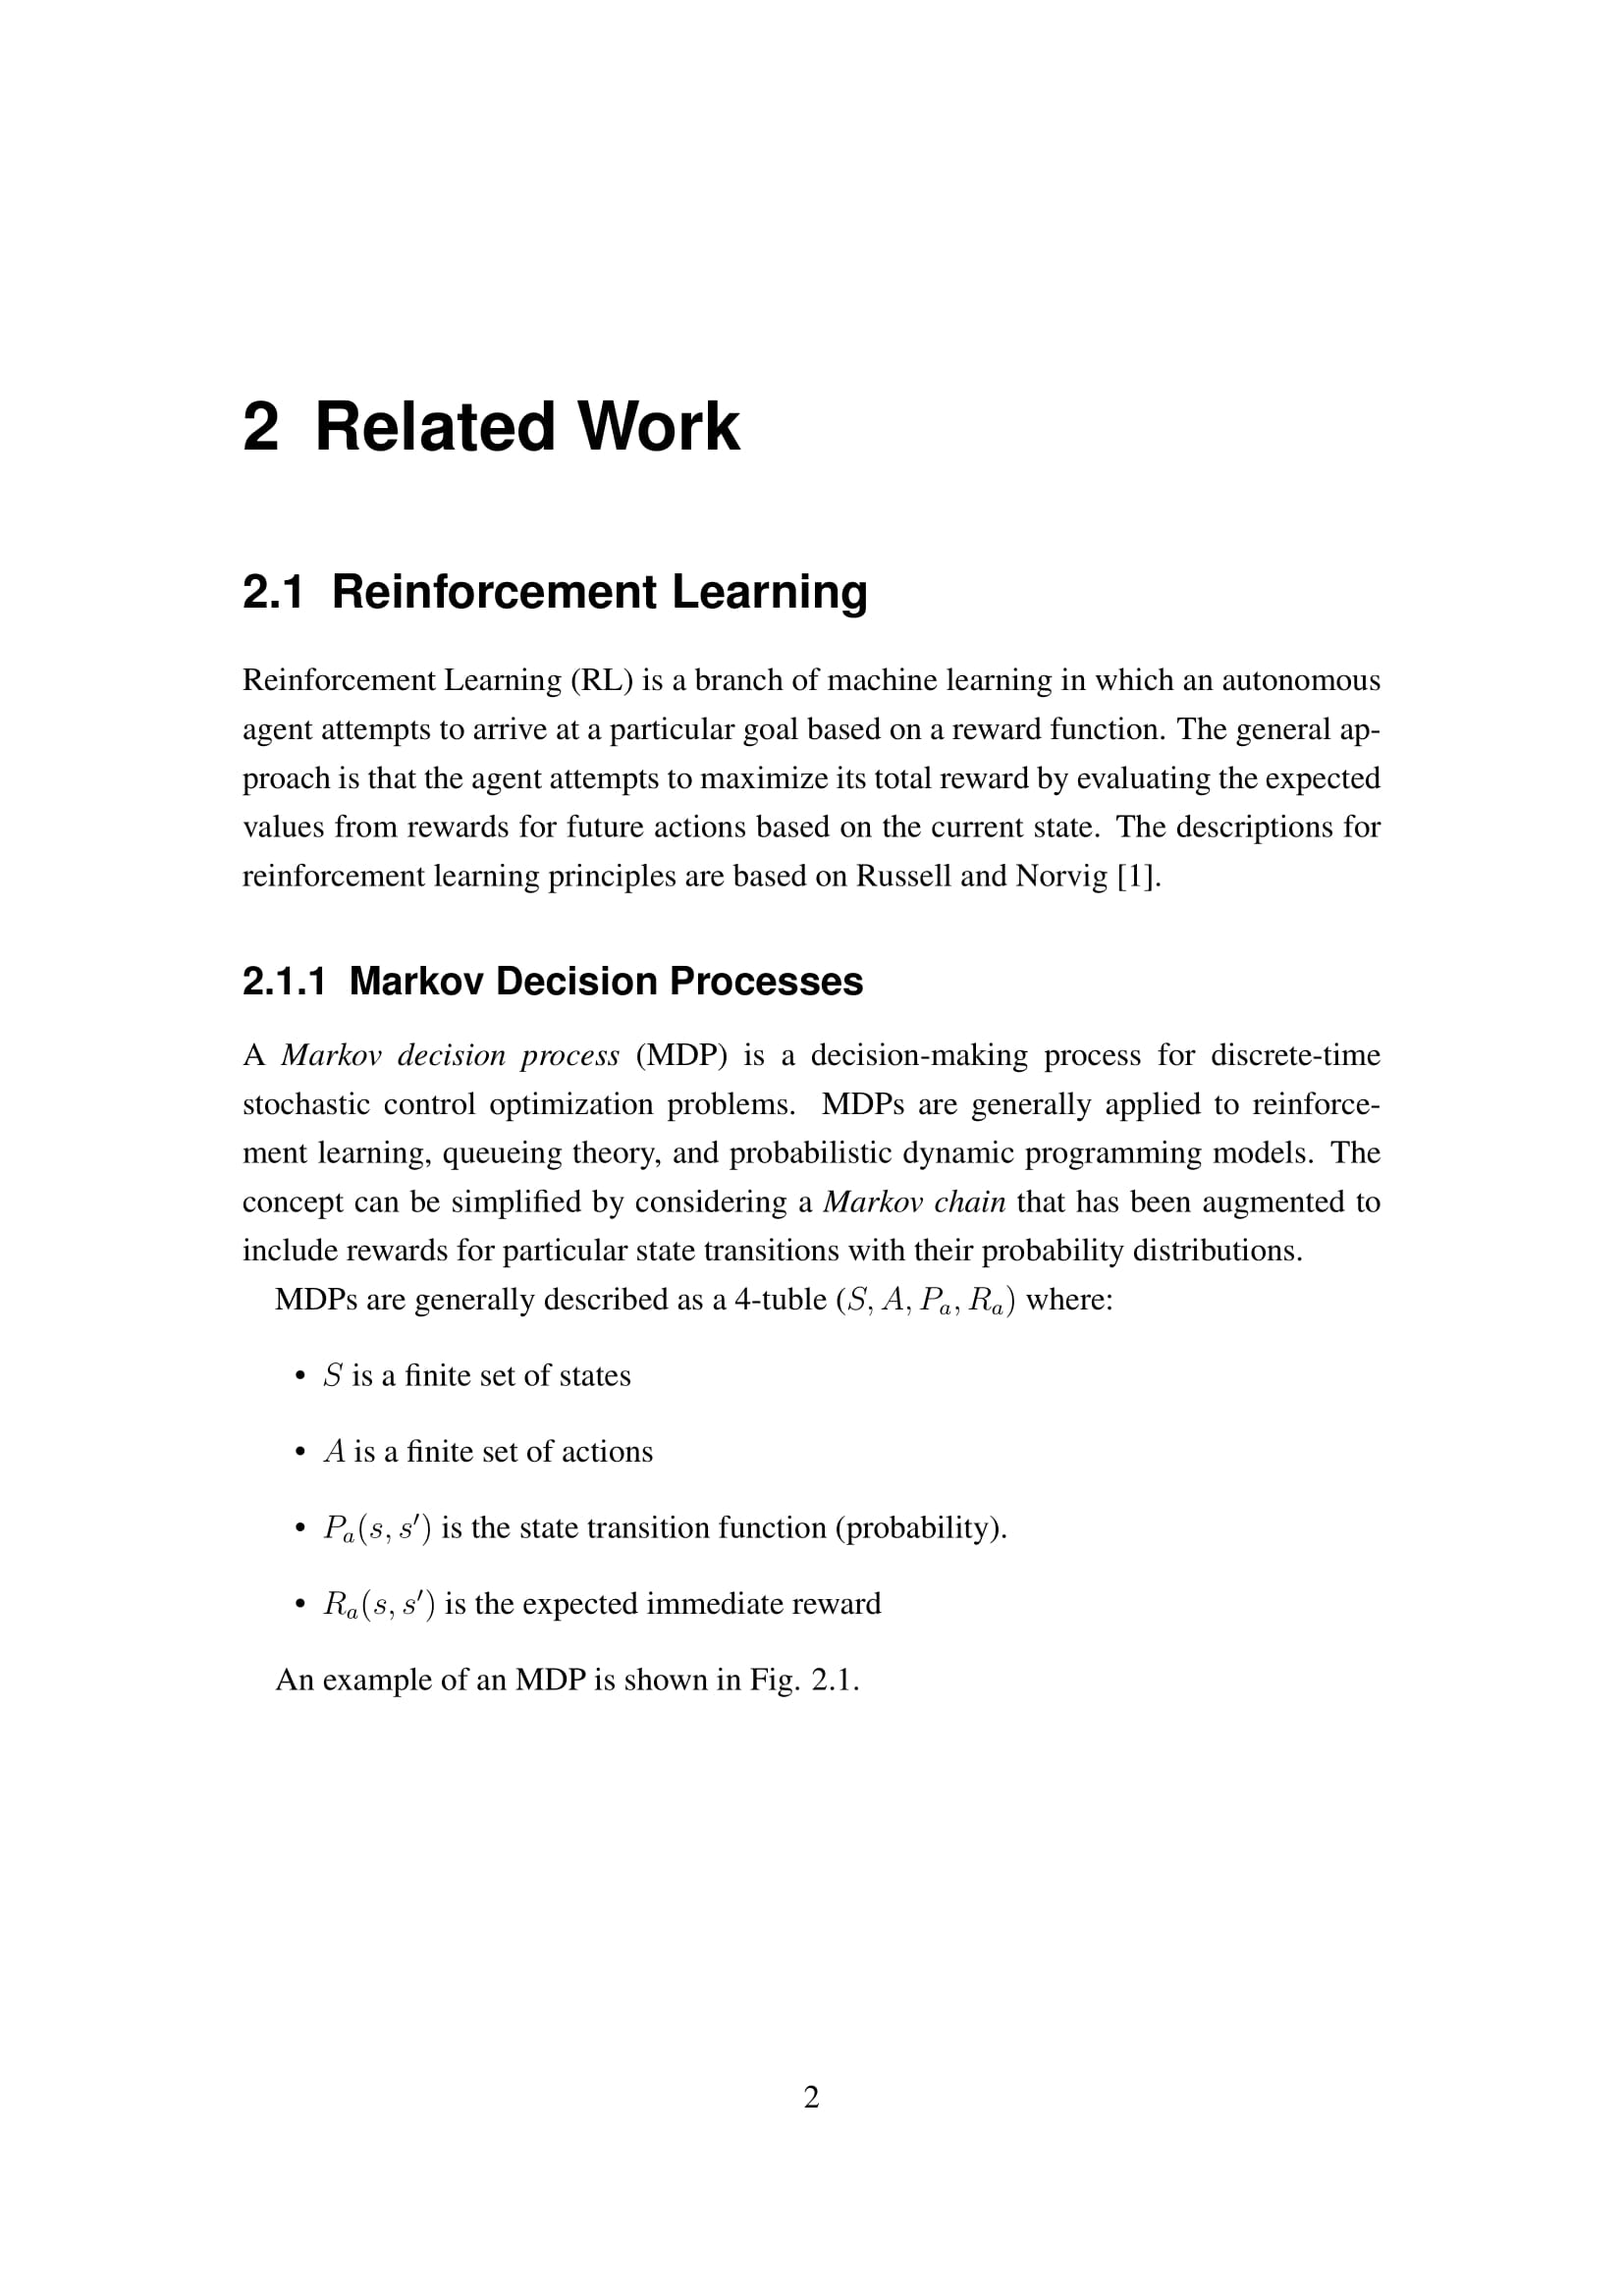 2 Related Work
2.1 Reinforcement Learning
Reinforcement Learning (RL) is a branch of machine learning in which an autonomous
agent attempts to arrive at a particular goal based on a reward function. The general ap-
proach is that the agent attempts to maximize its total reward by evaluating the expected
values from rewards for future actions based on the current state. The descriptions for
reinforcement learning principles are based on Russell and Norvig [1].
2.1.1 Markov Decision Processes
A Markov decision process (MDP) is a decision-making process for discrete-time
stochastic control optimization problems. MDPs are generally applied to reinforce-
ment learning, queueing theory, and probabilistic dynamic programming models. The
concept can be simplified by considering a Markov chain that has been augmented to
include rewards for particular state transitions with their probability distributions.
MDPs are generally described as a 4-tuble (S, A, Pₐ, Rₐ) where:
• S is a finite set of states
• A is a finite set of actions
• Pₐ(s, s′) is the state transition function (probability).
• Rₐ(s, s′) is the expected immediate reward
An example of an MDP is shown in Fig. 2.1.
2